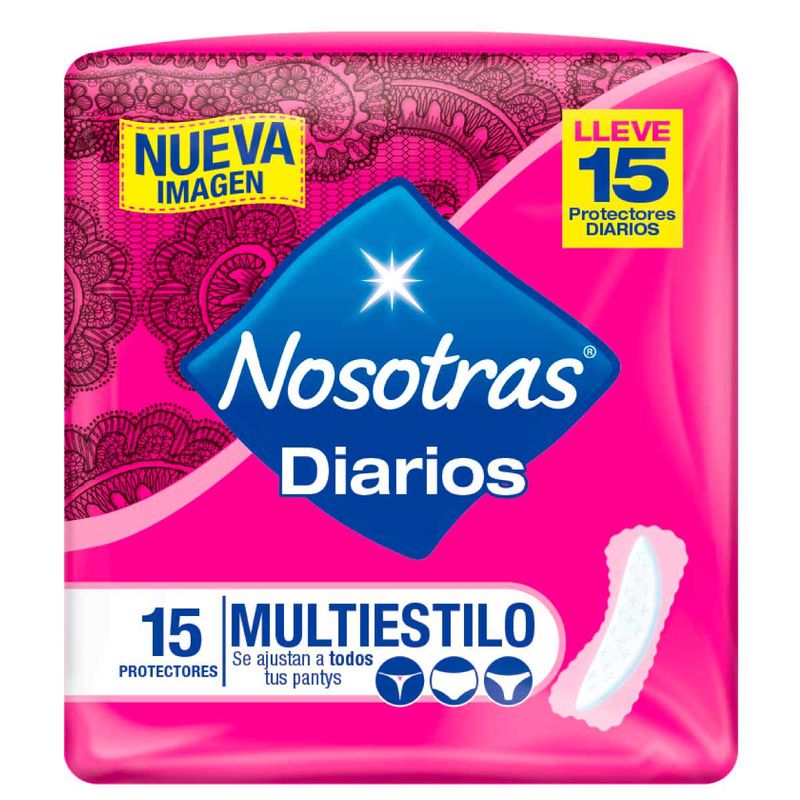 NUEVA
IMAGEN
LLEVE
15
Protectores
DIARIOS
Nosotras®
Diarios
15
PROTECTORES
MULTIESTILO
Se ajustan a todos
tus pantys